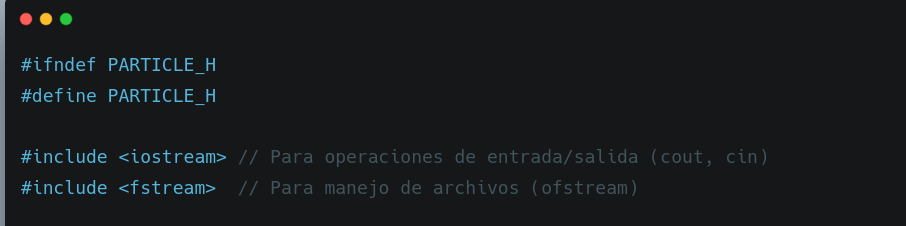 #ifndef PARTICLE_H
#define PARTICLE_H
#include <iostream> // Para operaciones de entrada/salida (cout, cin)
#include <fstream>  // Para manejo de archivos (ofstream)